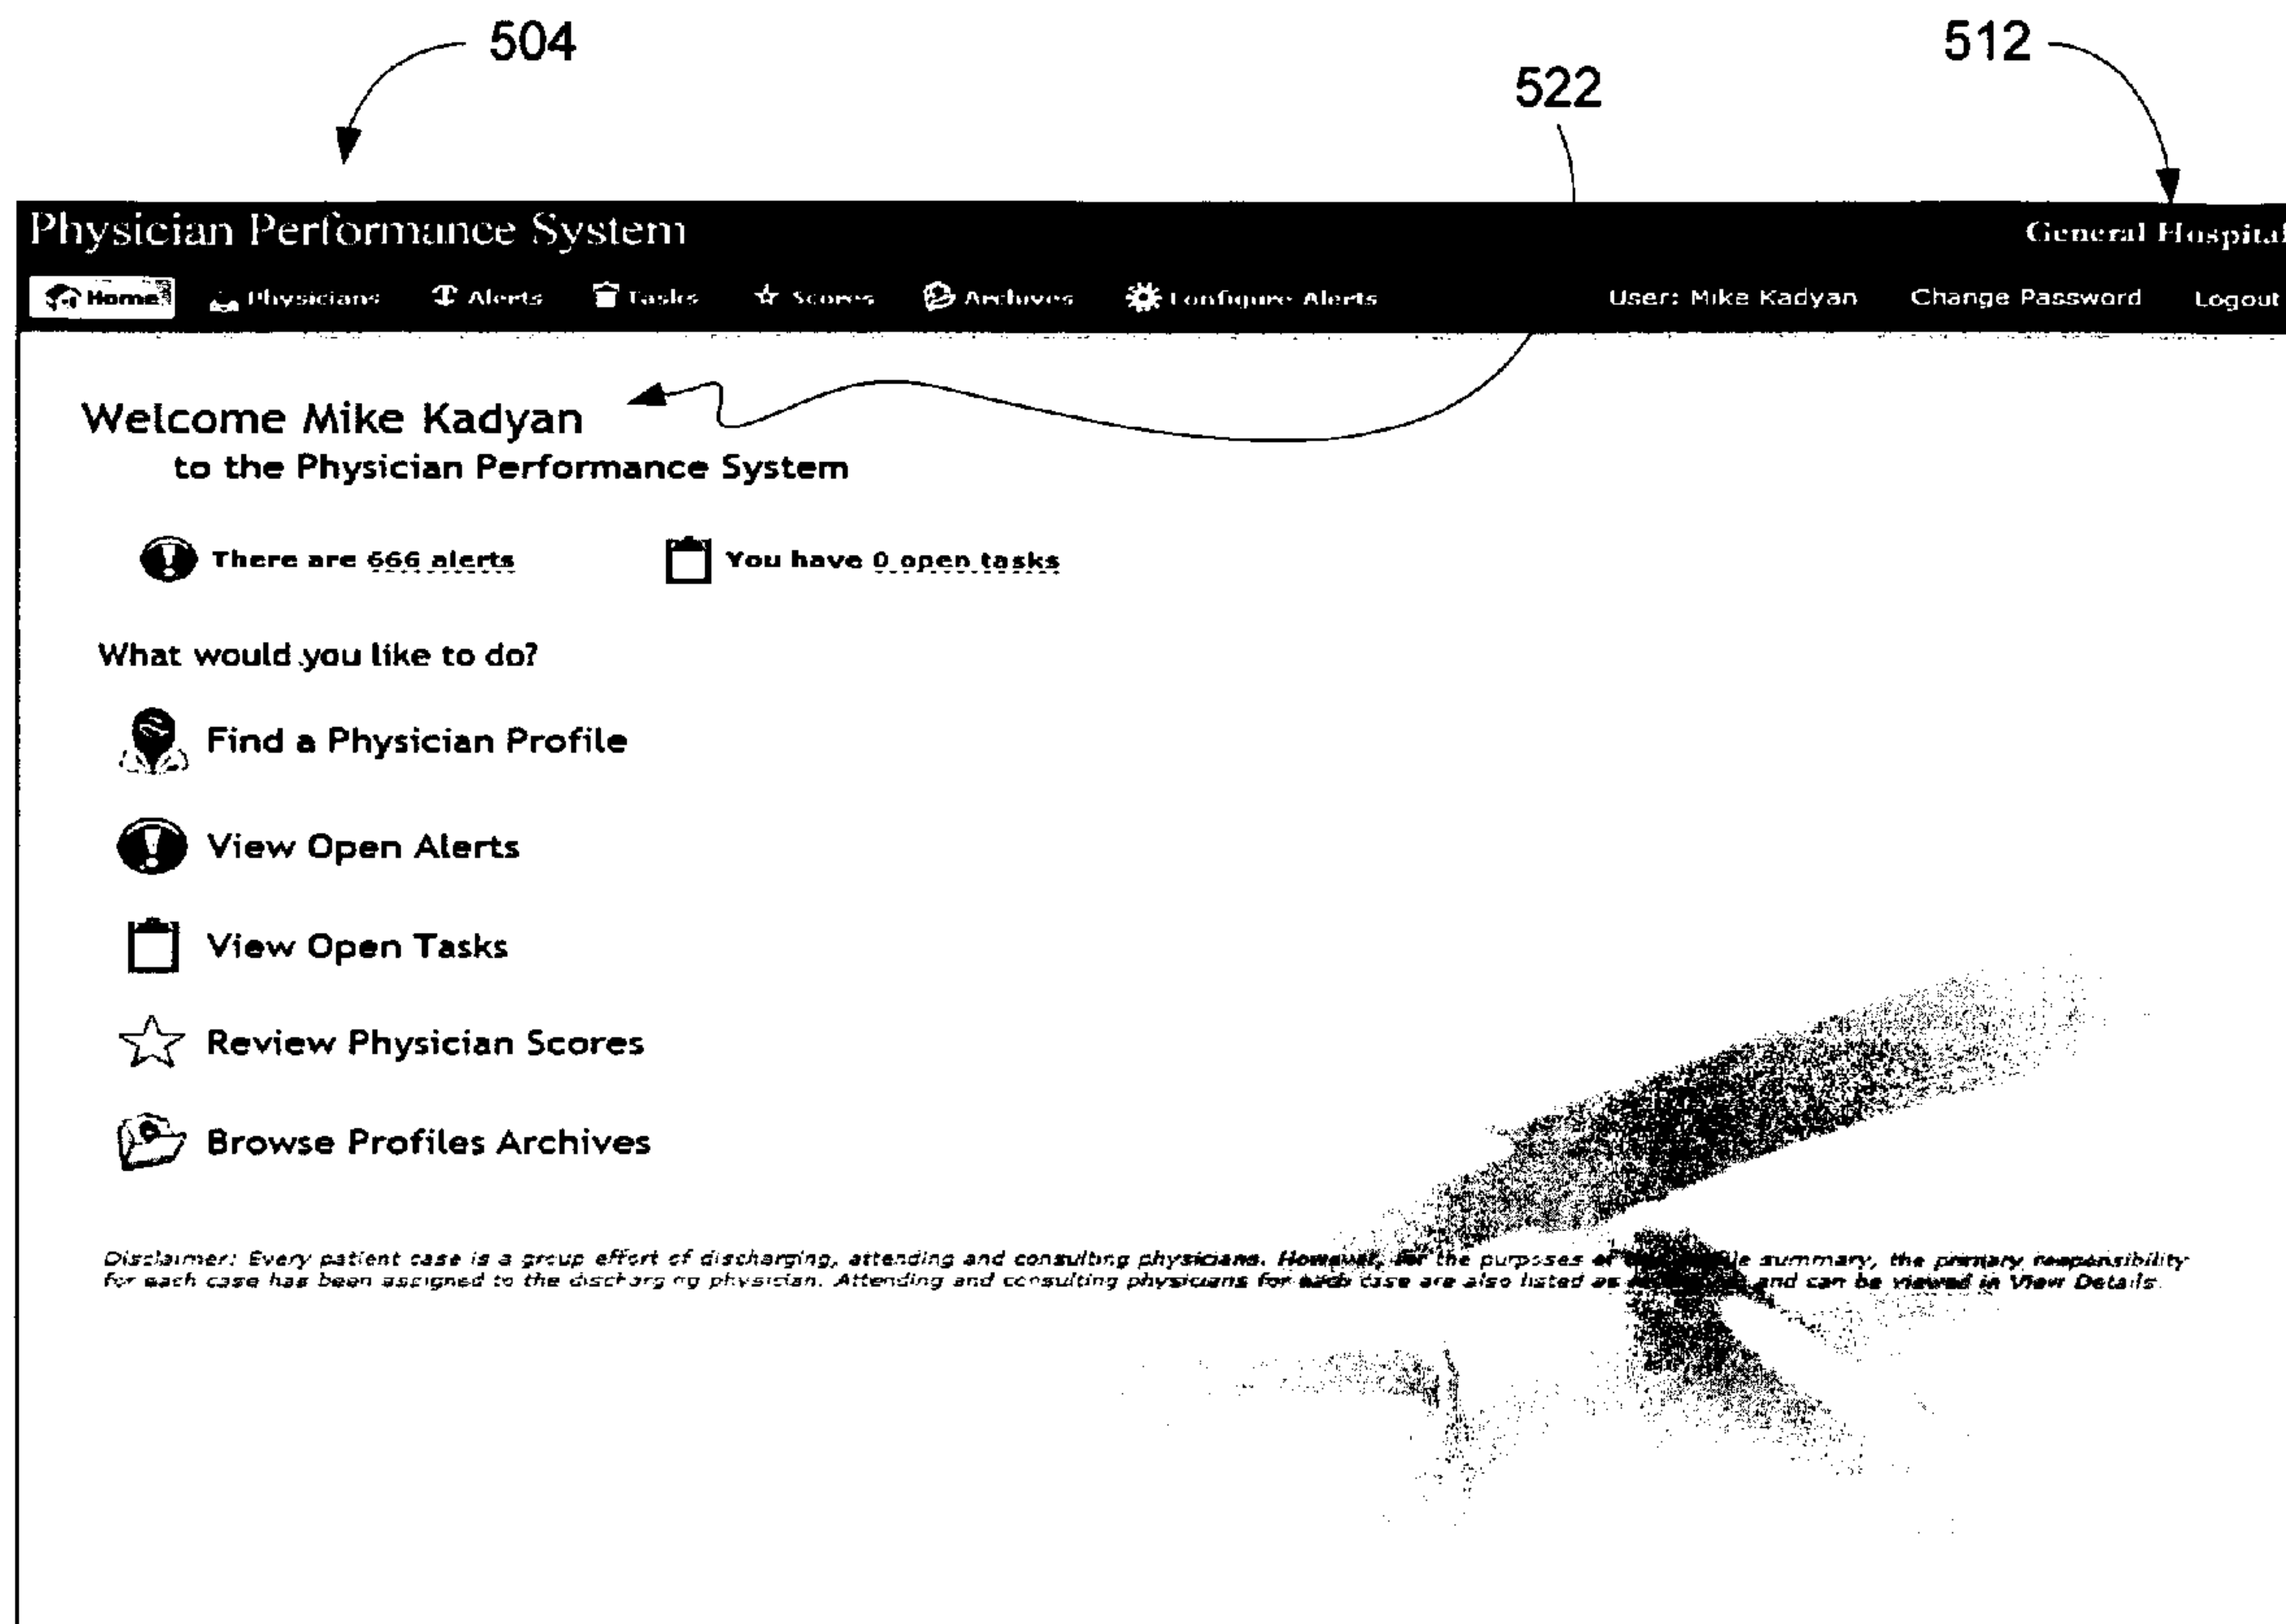 504
512
522
Physician Performance System
General Hospital
Home Physicians Alerts Tasks Scores Archives Configure Alerts User: Mike Kadyan Change Password Logout
Welcome Mike Kadyan
to the Physician Performance System
There are 666 alerts
You have 0 open tasks
What would you like to do?
Find a Physician Profile
View Open Alerts
View Open Tasks
Review Physician Scores
Browse Profiles Archives
Disclaimer: Every patient case is a group effort of discharging, attending and consulting physicians. However, for the purposes of summary, the primary responsibility
for each case has been assigned to the discharging physician. Attending and consulting physicians for each case are also listed as and can be viewed in View Details.